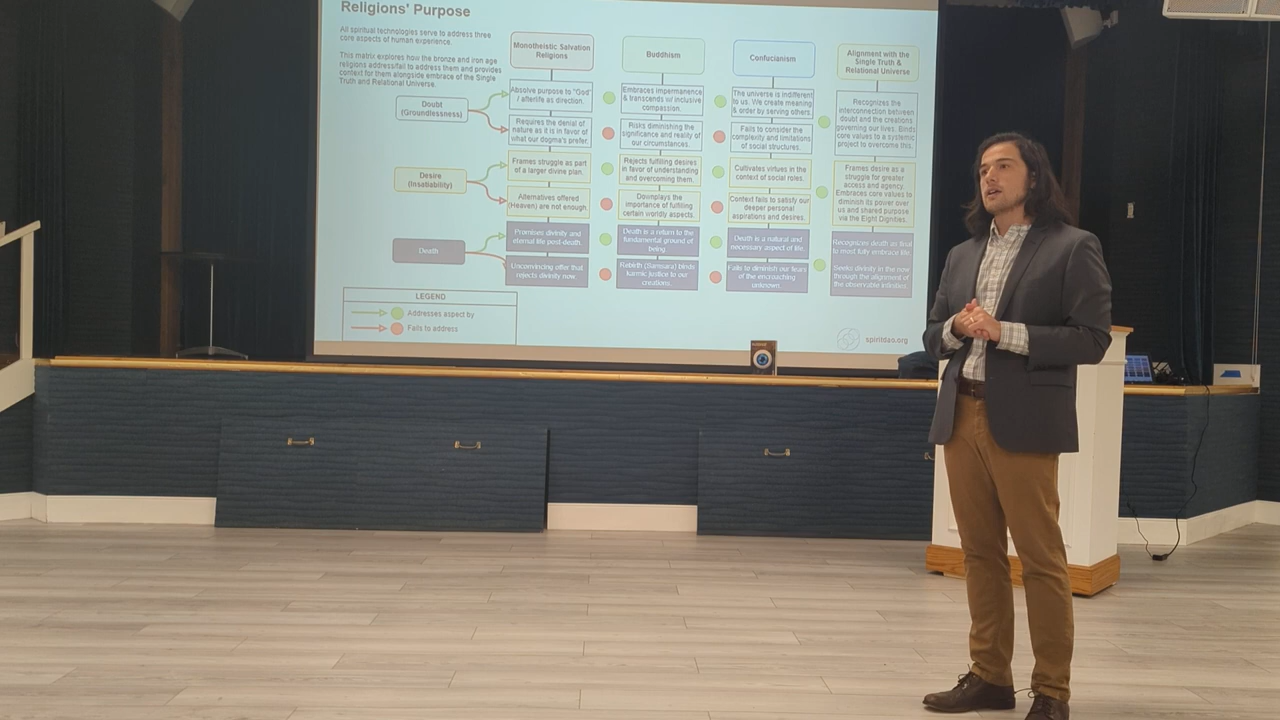 Religions' Purpose
All spiritual technologies serve to address three
core aspects of human experience.
This matrix explores how the bronze and iron age
religions address/fail to address them and provides
context for them alongside embrace of the Single
Truth and Relational Universe.
Monotheistic Salvation
Religions
Buddhism
Confucianism
Alignment with the
Single Truth &
Relational Universe
Doubt
(Groundlessness)
Absolve purpose to "God"
/ afterlife as direction.
Embraces impermanence
& transcends w/ inclusive
compassion.
The universe is indifferent
to us. We create meaning
& order by serving others.
Recognizes the
interconnection between
doubt and the creations
governing our lives. Binds
core values to a systemic
project to overcome this.
Requires the denial of
nature as it is in favor of
what our dogma's prefer.
Risks diminishing the
significance and reality of
our circumstances.
Fails to consider the
complexity and limitations
of social structures.
Desire
(Insatiability)
Frames struggle as part
of a larger divine plan.
Rejects fulfilling desires
in favor of understanding
and overcoming them.
Cultivates virtues in the
context of social roles.
Frames desire as a
struggle for greater
access and agency.
Embraces core values to
diminish its power over
us and shared purpose
via the Eight Dignities.
Alternatives offered
(Heaven) are not enough.
Downplays the
importance of fulfilling
certain worldly aspects.
Context fails to satisfy our
deeper personal
aspirations and desires.
Death
Promises divinity and
eternal life post-death.
Death is a return to the
fundamental ground of
being
Death is a natural and
necessary aspect of life.
Recognizes death as final
to most fully embrace life.
Seeks divinity in the now
through the alignment of
the observable infinities.
Unconvincing offer that
rejects divinity now.
Rebirth (Samsara) binds
karmic justice to our
creations.
Fails to diminish our fears
of the encroaching
unknown.
LEGEND
Addresses aspect by
Fails to address
spiritdao.org